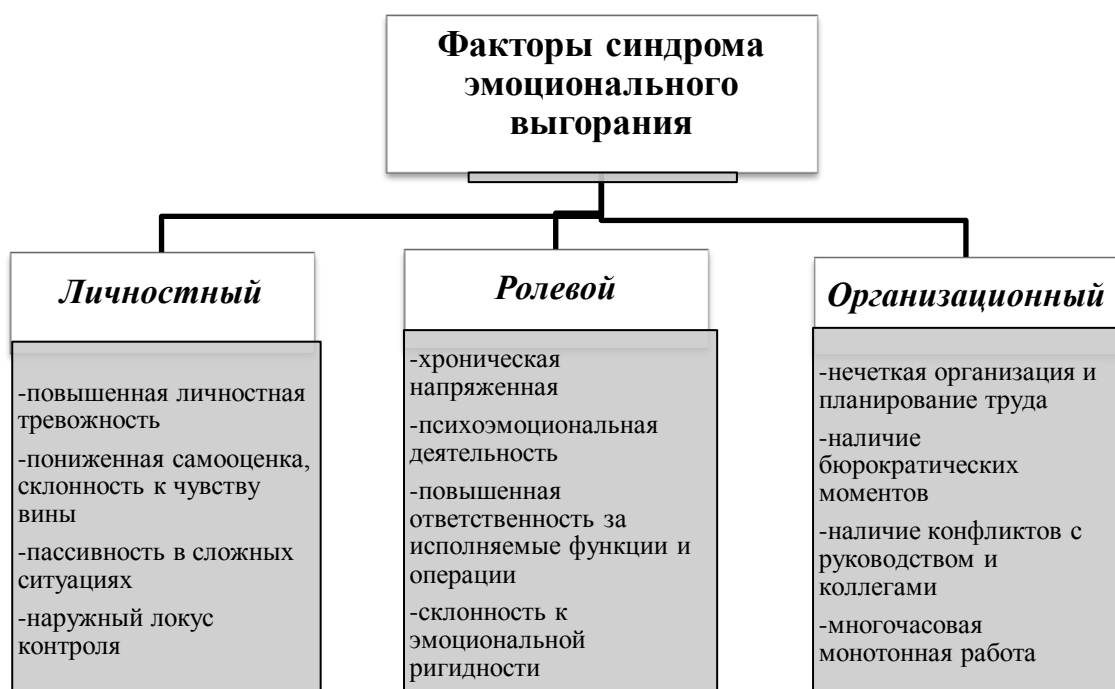 Факторы синдрома
эмоционального
выгорания
Личностный
-повышенная личностная
тревожность
-пониженная самооценка,
склонность к чувству
вины
-пассивность в сложных
ситуациях
-наружный локус
контроля
Ролевой
-хроническая
напряженная
-психоэмоциональная
деятельность
-повышенная
ответственность за
исполняемые функции и
операции
-склонность к
эмоциональной
ригидности
Организационный
-нечеткая организация и
планирование труда
-наличие
бюрократических
моментов
-наличие конфликтов с
руководством и
коллегами
-многочасовая
монотонная работа